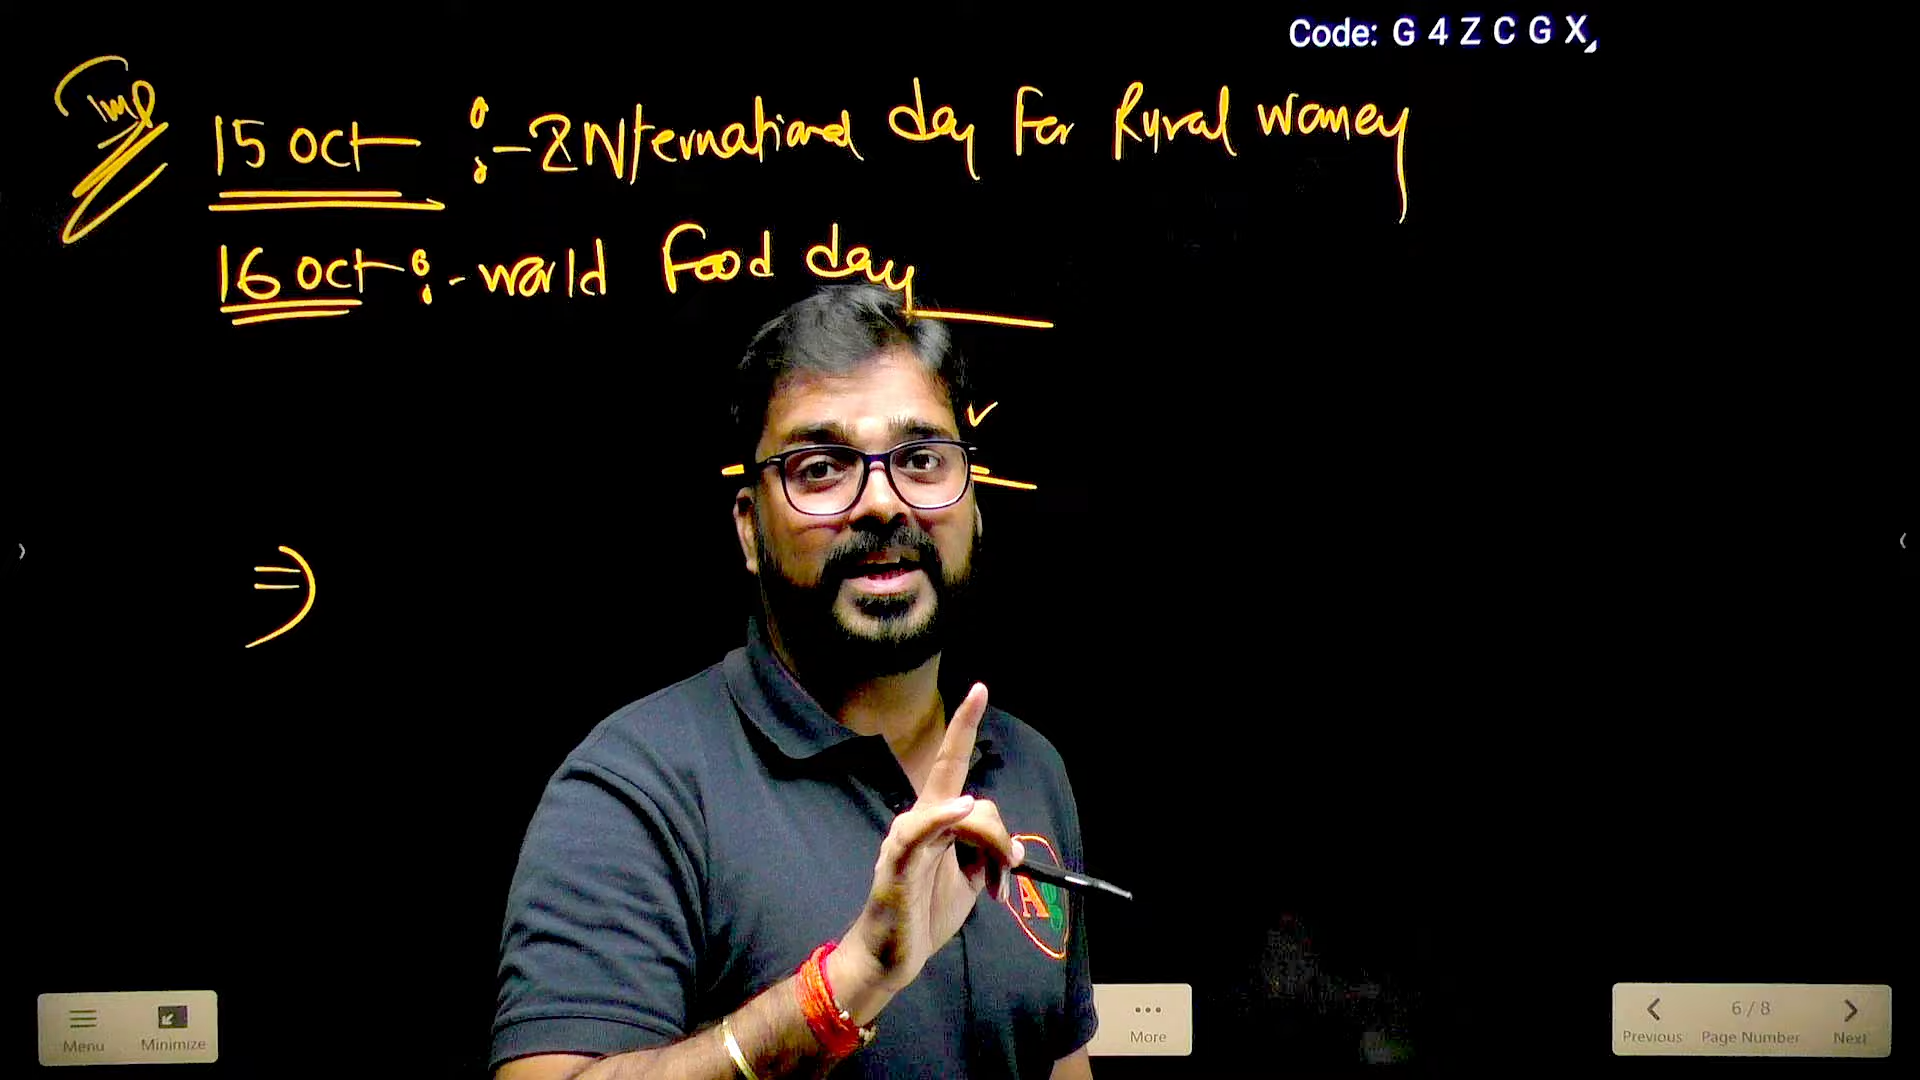 Code: G 4 Z C G X
Imp
15 Oct :- International day For Rural women
16 Oct :- world Food day
⇒
Ag
Menu
Minimize
More
6 / 8
Previous
Page Number
Next